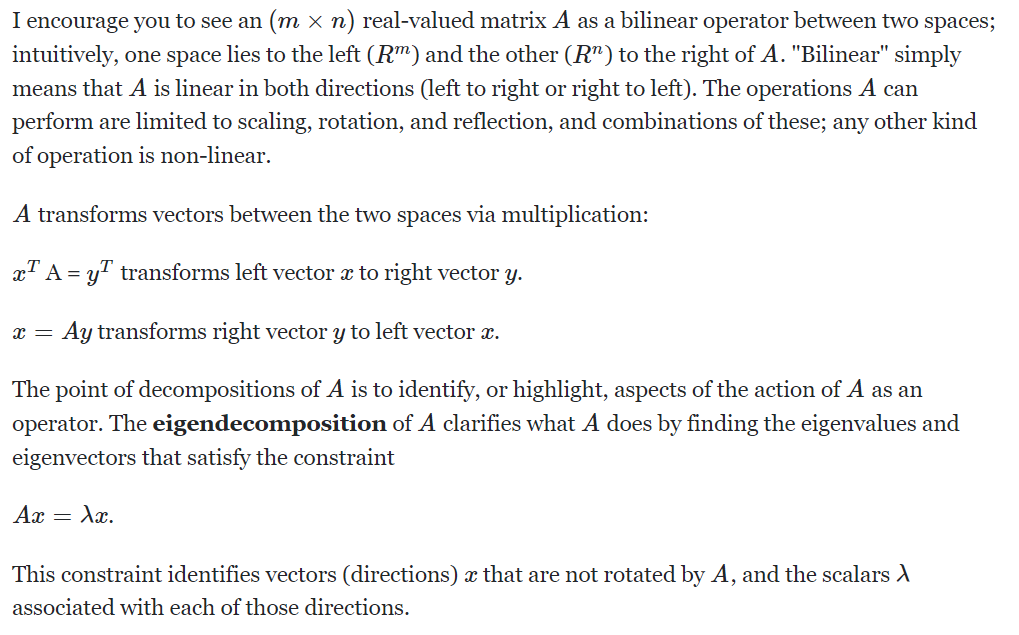 I encourage you to see an (m × n) real-valued matrix A as a bilinear operator between two spaces;
intuitively, one space lies to the left (Rᵐ) and the other (Rⁿ) to the right of A. "Bilinear" simply
means that A is linear in both directions (left to right or right to left). The operations A can
perform are limited to scaling, rotation, and reflection, and combinations of these; any other kind
of operation is non-linear.
A transforms vectors between the two spaces via multiplication:
xᵀ A = yᵀ transforms left vector x to right vector y.
x = Ay transforms right vector y to left vector x.
The point of decompositions of A is to identify, or highlight, aspects of the action of A as an
operator. The eigendecomposition of A clarifies what A does by finding the eigenvalues and
eigenvectors that satisfy the constraint
Ax = λx.
This constraint identifies vectors (directions) x that are not rotated by A, and the scalars λ
associated with each of those directions.